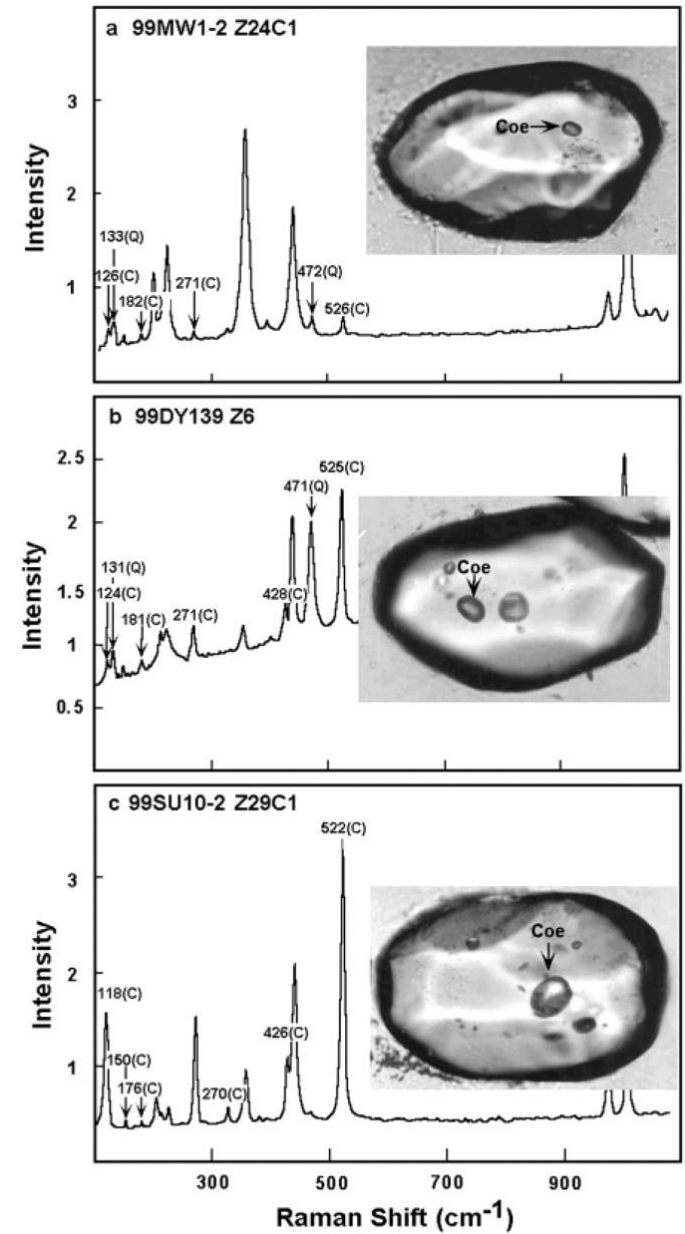 a 99MW1-2 Z24C1
Intensity
3
2
1
133(Q)
126(C)
182(C)
271(C)
472(Q)
526(C)
Coe
b 99DY139 Z6
Intensity
2.5
2
1.5
1
0.5
131(Q)
124(C)
181(C)
271(C)
428(C)
471(Q)
525(C)
Coe
c 99SU10-2 Z29C1
Intensity
3
2
1
118(C)
150(C)
176(C)
270(C)
426(C)
522(C)
Coe
300 500 700 900
Raman Shift (cm⁻¹)